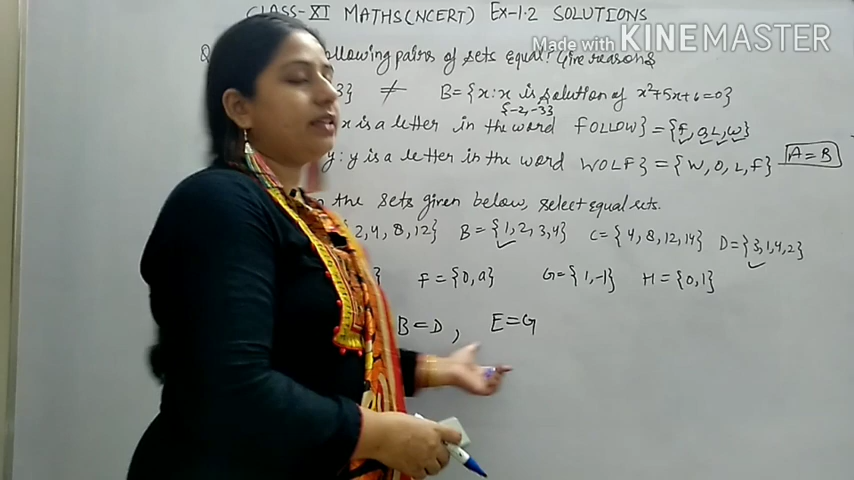 CLASS-XI MATHS(NCERT) Ex-1.2 SOLUTIONS
Made with KINEMASTER
following pairs of sets equal? Give reasons
3} ≠ B={x:x is solution of x²+5x+6=0}
{-2,-3}
x is a letter in the word FOLLOW} = {F, O, L, W}
y: y is a letter in the word WOLF} = {W, O, L, F} A=B
the sets given below, select equal sets.
2, 4, 8, 12} B={1, 2, 3, 4} C={4, 8, 12, 14} D={3, 1, 4, 2}
} F={0, a} G={1, -1} H={0, 1}
B=D, E=G